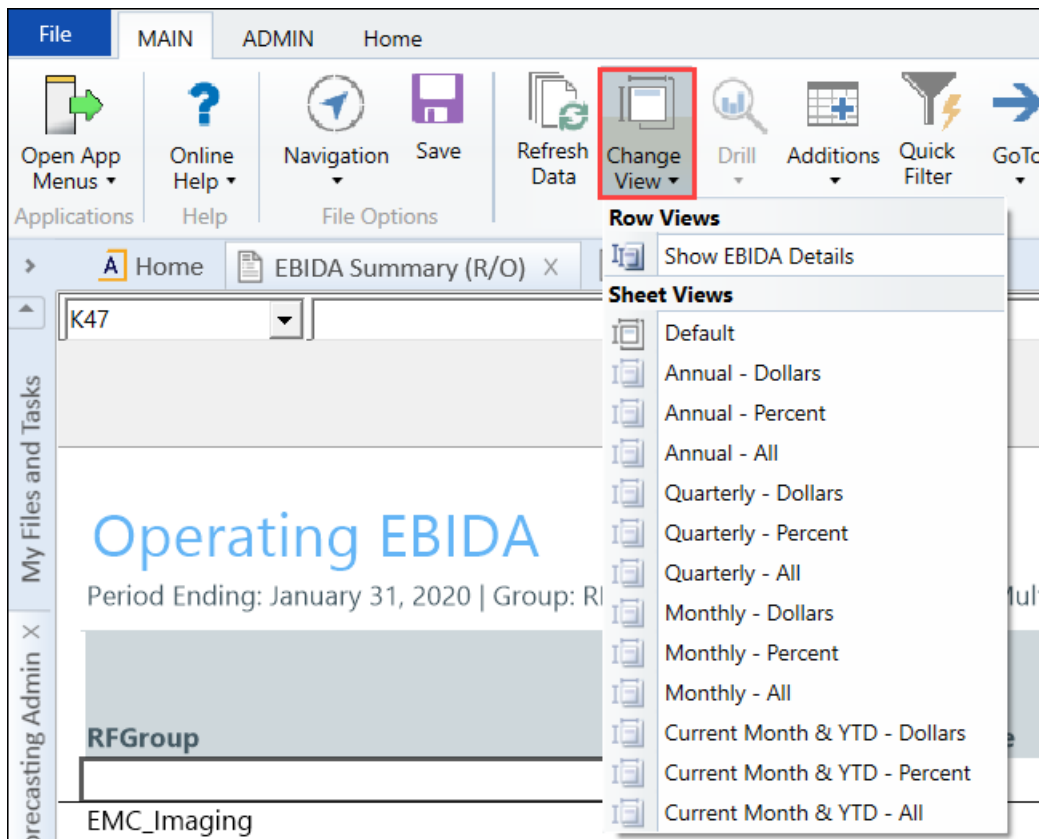 File MAIN ADMIN Home
Open App Menus
Online Help
Navigation
Save
Refresh Data
Change View
Drill
Additions
Quick Filter
GoTo
Applications Help File Options
Row Views
Show EBIDA Details
Sheet Views
Default
Annual - Dollars
Annual - Percent
Annual - All
Quarterly - Dollars
Quarterly - Percent
Quarterly - All
Monthly - Dollars
Monthly - Percent
Monthly - All
Current Month & YTD - Dollars
Current Month & YTD - Percent
Current Month & YTD - All
A Home EBIDA Summary (R/O)
K47
My Files and Tasks
Operating EBIDA
Period Ending: January 31, 2020 | Group:
RFGroup
EMC_Imaging
Admin